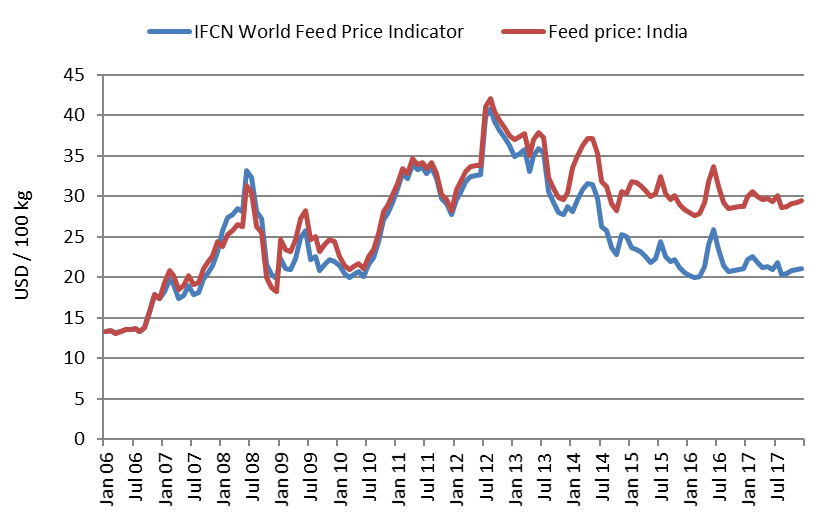 IFCN World Feed Price Indicator Feed price: India
USD / 100 kg
45
40
35
30
25
20
15
10
5
0
Jan 06
Jul 06
Jan 07
Jul 07
Jan 08
Jul 08
Jan 09
Jul 09
Jan 10
Jul 10
Jan 11
Jul 11
Jan 12
Jul 12
Jan 13
Jul 13
Jan 14
Jul 14
Jan 15
Jul 15
Jan 16
Jul 16
Jan 17
Jul 17